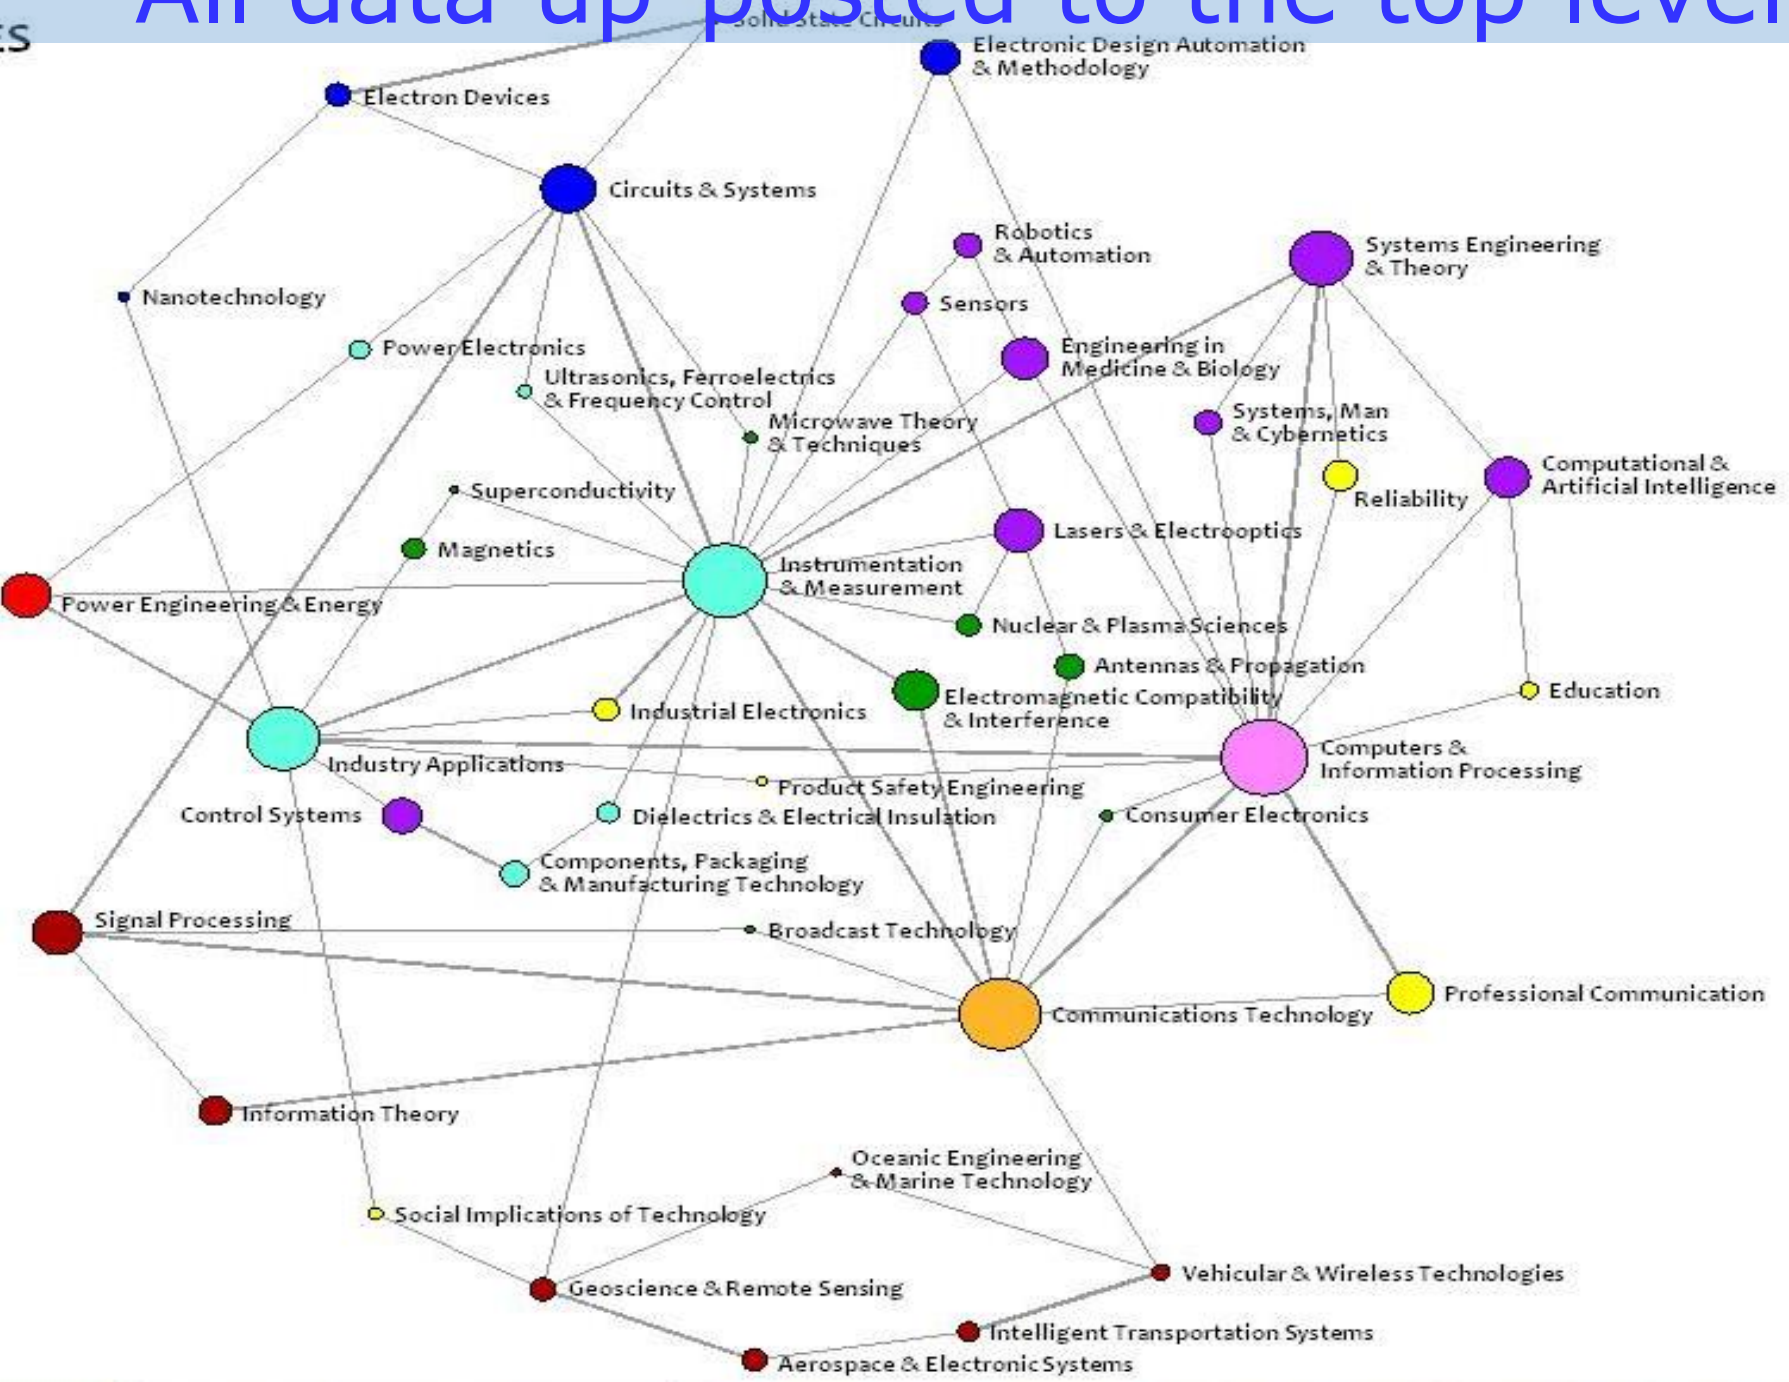 All data up posted to the top level
ES
Solid State Circuits
Electronic Design Automation
& Methodology
Electron Devices
Circuits & Systems
Robotics
& Automation
Systems Engineering
& Theory
Nanotechnology
Sensors
Power Electronics
Engineering in
Medicine & Biology
Ultrasonics, Ferroelectrics
& Frequency Control
Systems, Man
& Cybernetics
Microwave Theory
& Techniques
Computational &
Artificial Intelligence
Superconductivity
Reliability
Lasers & Electrooptics
Magnetics
Instrumentation
& Measurement
Power Engineering & Energy
Nuclear & Plasma Sciences
Antennas & Propagation
Electromagnetic Compatibility
& Interference
Education
Industrial Electronics
Computers &
Information Processing
Industry Applications
Product Safety Engineering
Control Systems
Dielectrics & Electrical Insulation
Consumer Electronics
Components, Packaging
& Manufacturing Technology
Signal Processing
Broadcast Technology
Professional Communication
Communications Technology
Information Theory
Oceanic Engineering
& Marine Technology
Social Implications of Technology
Vehicular & Wireless Technologies
Geoscience & Remote Sensing
Intelligent Transportation Systems
Aerospace & Electronic Systems